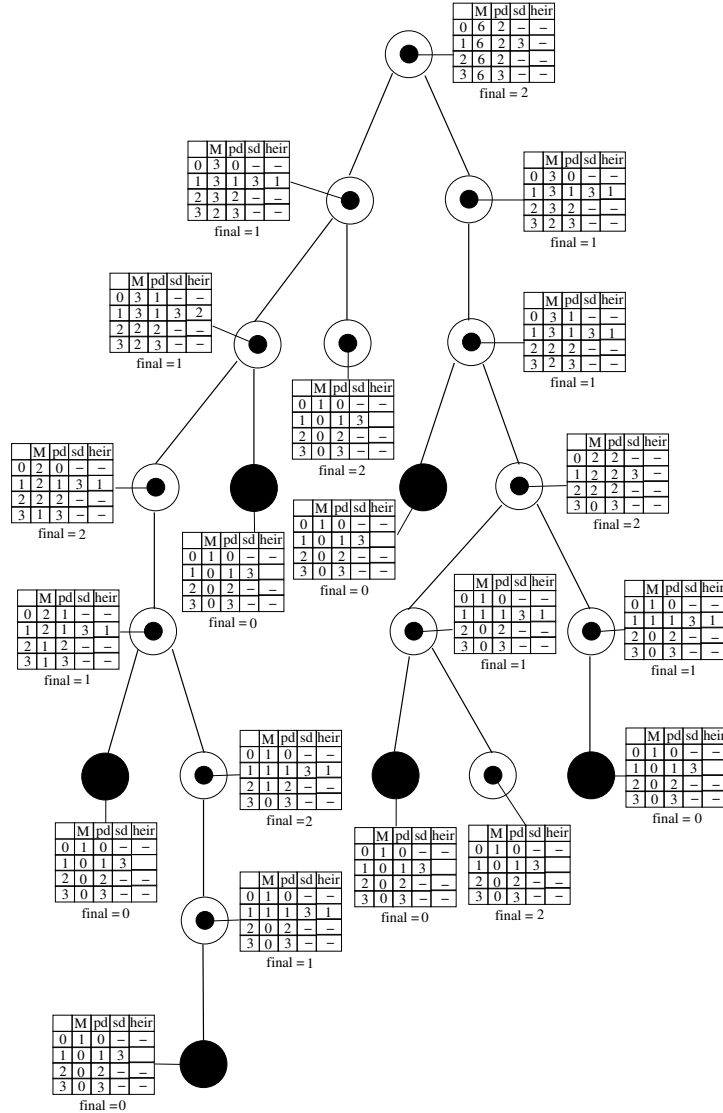 M pd sd heir
0 6 2 –
1 6 2 3 –
2 6 2 – –
3 6 3 – –
final = 2
M pd sd heir
0 3 0 – –
1 3 1 3 1
2 3 2 – –
3 2 3 – –
final = 1
M pd sd heir
0 3 0 – –
1 3 1 3 1
2 3 2 – –
3 2 3 – –
final = 1
M pd sd heir
0 3 1 – –
1 3 1 3 2
2 2 2 – –
3 2 3 – –
final = 1
M pd sd heir
0 3 1 – –
1 3 1 3 1
2 2 2 – –
3 2 3 – –
final = 1
M pd sd heir
0 1 0 – –
1 0 1 3
2 0 2 –
3 0 3 – –
final = 2
M pd sd heir
0 2 0 – –
1 2 1 3 1
2 2 2 – –
3 1 3 – –
final = 2
M pd sd heir
0 2 2 – –
1 2 2 3 –
2 2 2 – –
3 0 3 – –
final = 2
M pd sd heir
0 1 0 – –
1 0 1 3
2 0 2 – –
3 0 3 – –
final = 0
M pd sd heir
0 1 0 – –
1 0 1 3
2 0 2 –
3 0 3 – –
final = 0
M pd sd heir
0 2 1 – –
1 2 1 3 1
2 1 2 – –
3 1 3 – –
final = 1
M pd sd heir
0 1 0 – –
1 1 1 3 1
2 0 2 – –
3 0 3 – –
final = 1
M pd sd heir
0 1 0 – –
1 1 1 3 1
2 0 2 – –
3 0 3 – –
final = 1
M pd sd heir
0 1 0 – –
1 1 1 3 1
2 1 2 – –
3 0 3 – –
final = 2
M pd sd heir
0 1 0 – –
1 0 1 3
2 0 2 – –
3 0 3 – –
final = 0
M pd sd heir
0 1 0 – –
1 0 1 3
2 0 2 – –
3 0 3 – –
final = 0
M pd sd heir
0 1 0 – –
1 0 1 3
2 0 2 – –
3 0 3 – –
final = 0
M pd sd heir
0 1 0 – –
1 0 1 3
2 0 2 – –
3 0 3 – –
final = 2
M pd sd heir
0 1 0 – –
1 1 1 3 1
2 0 2 – –
3 0 3 – –
final = 1
M pd sd heir
0 1 0 – –
1 0 1 3
2 0 2 – –
3 0 3 – –
final = 0